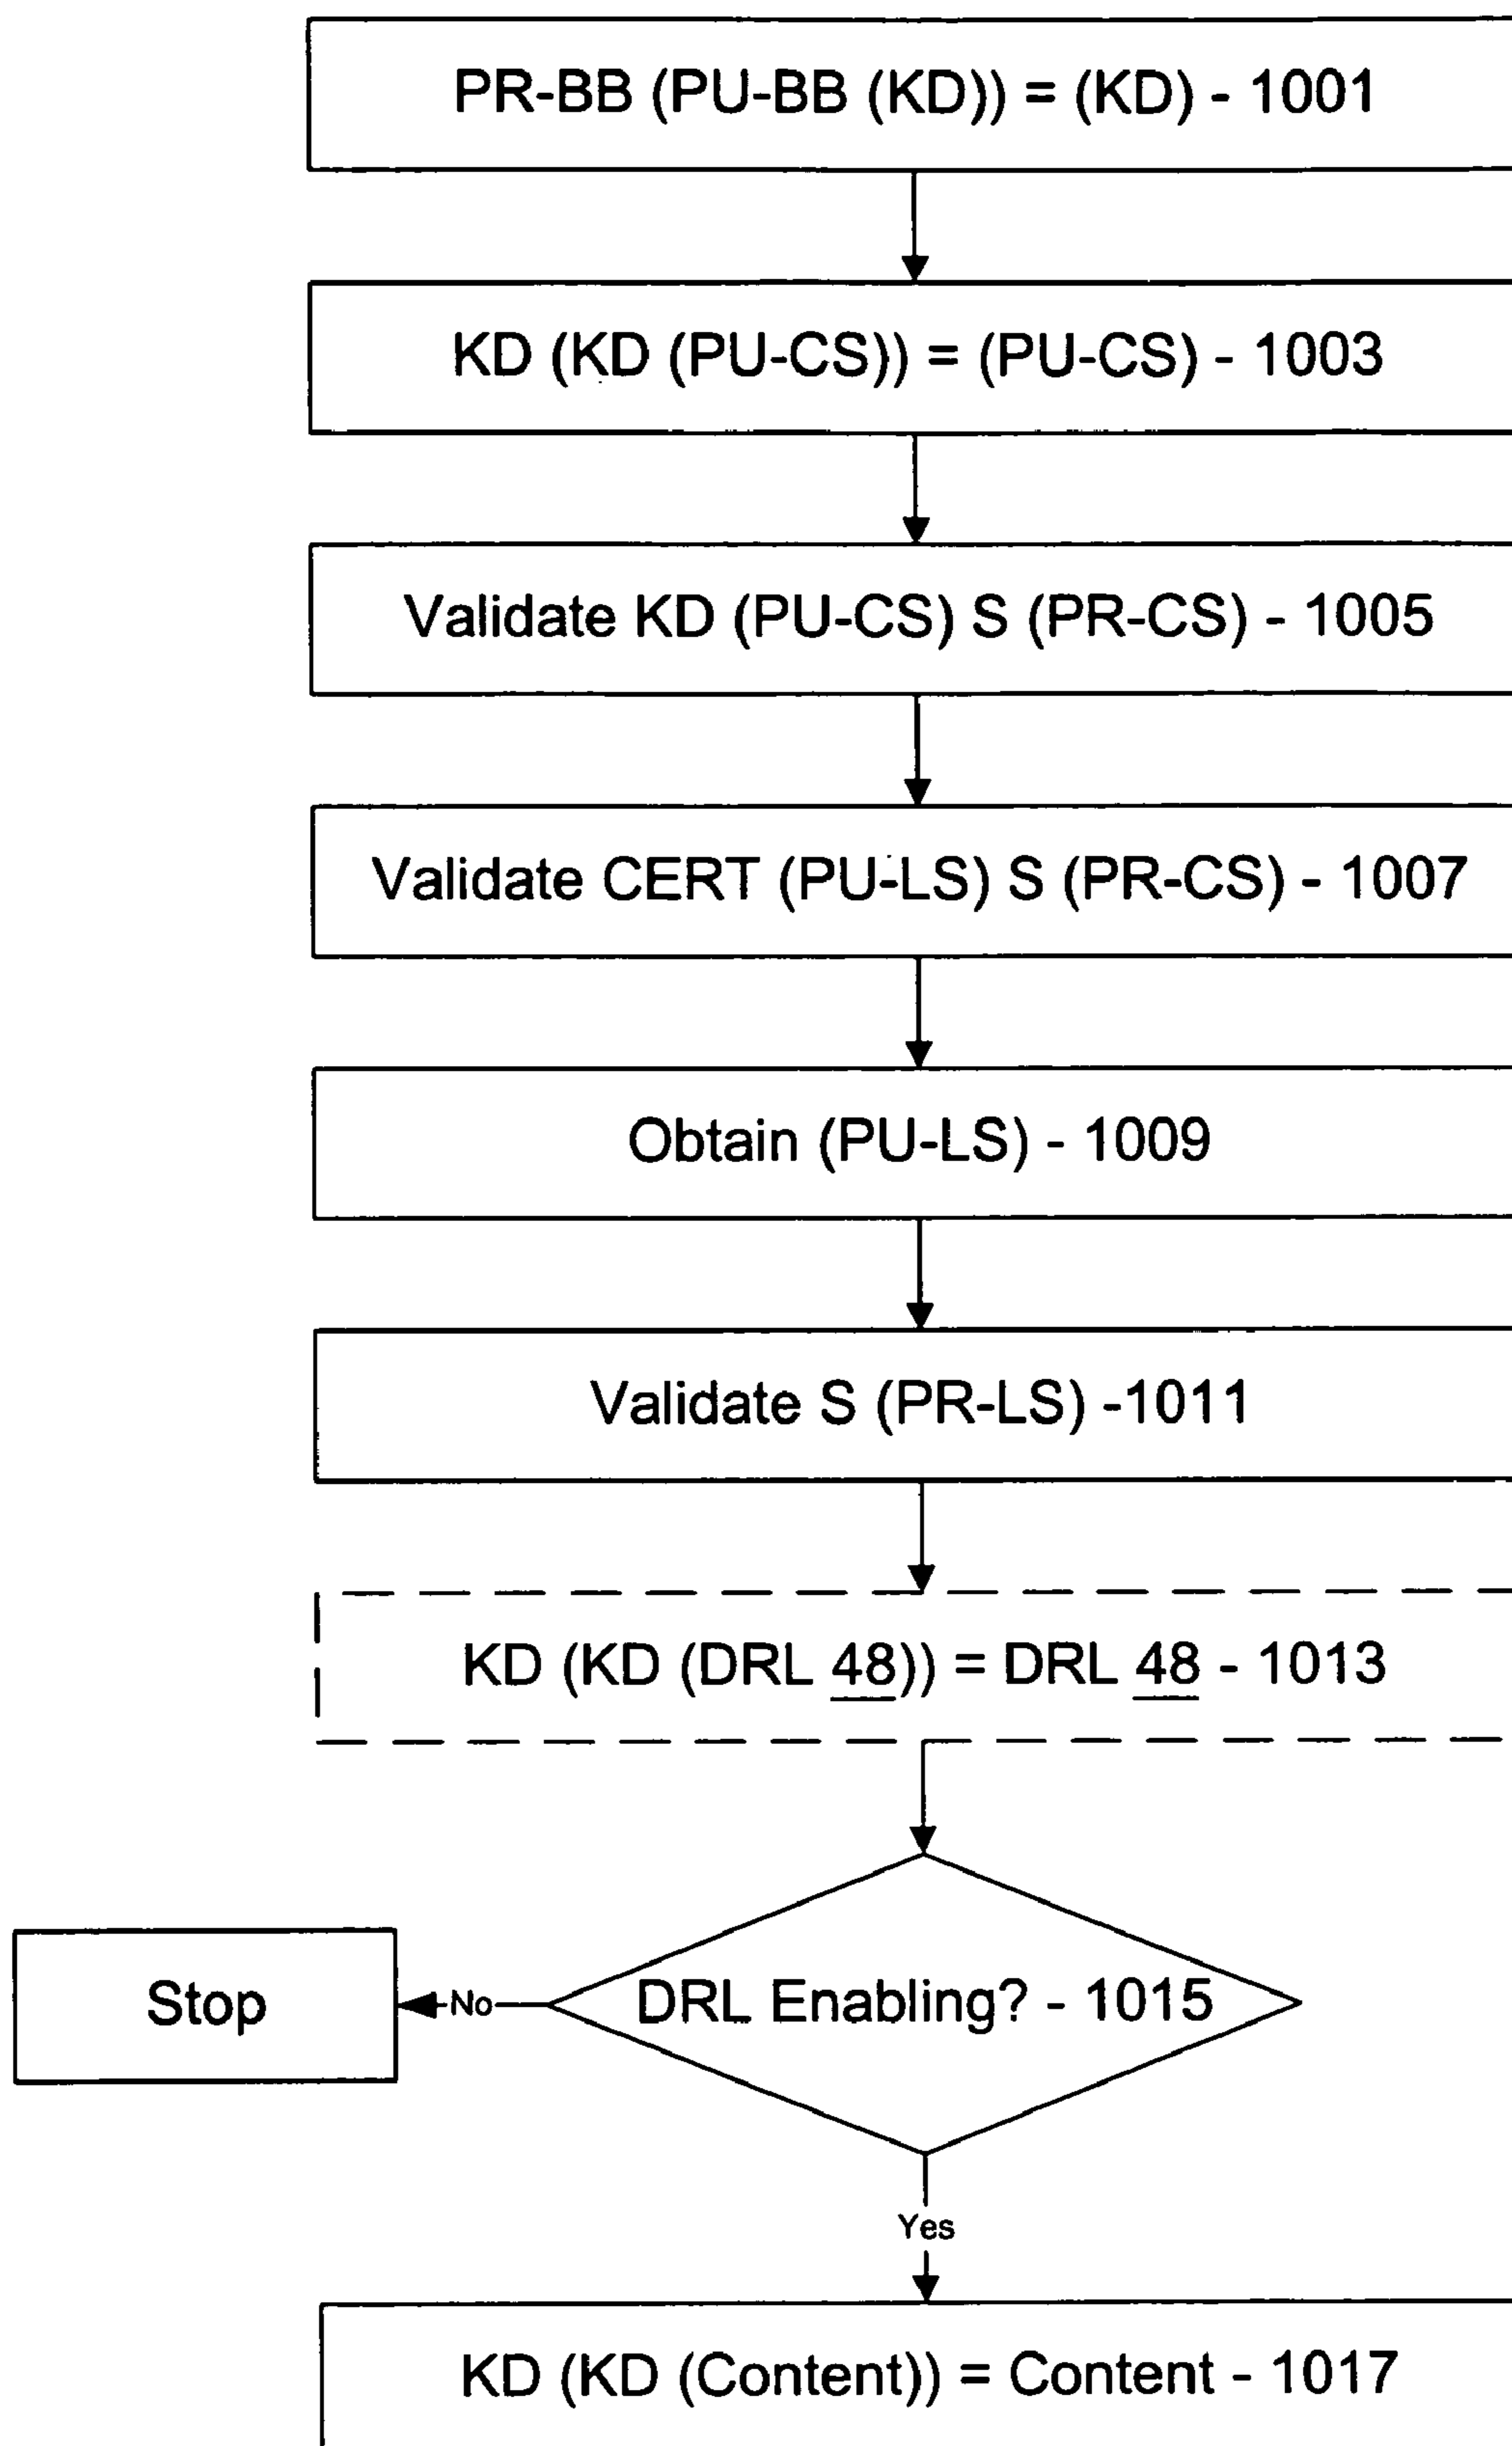 PR-BB (PU-BB (KD)) = (KD) - 1001
KD (KD (PU-CS)) = (PU-CS) - 1003
Validate KD (PU-CS) S (PR-CS) - 1005
Validate CERT (PU-LS) S (PR-CS) - 1007
Obtain (PU-LS) - 1009
Validate S (PR-LS) -1011
KD (KD (DRL 48)) = DRL 48 - 1013
DRL Enabling? - 1015
No
Stop
Yes
KD (KD (Content)) = Content - 1017